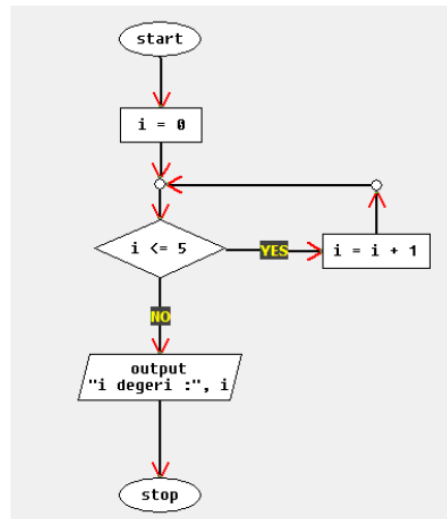 start
i = 0
i <= 5
YES
i = i + 1
NO
output
"i degeri :", i
stop